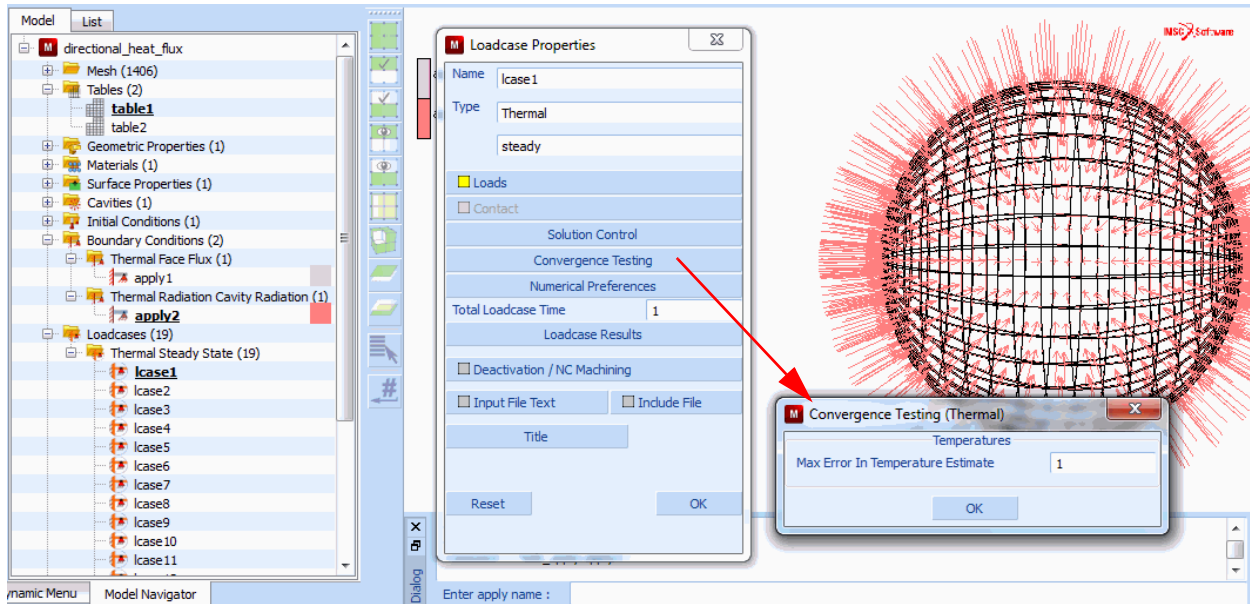 Model List
directional_heat_flux
Mesh (1406)
Tables (2)
table1
table2
Geometric Properties (1)
Materials (1)
Surface Properties (1)
Cavities (1)
Initial Conditions (1)
Boundary Conditions (2)
Thermal Face Flux (1)
apply1
Thermal Radiation Cavity Radiation (1)
apply2
Loadcases (19)
Thermal Steady State (19)
lcase1
lcase2
lcase3
lcase4
lcase5
lcase6
lcase7
lcase8
lcase9
lcase10
lcase11
ynamic Menu Model Navigator
Loadcase Properties
Name lcase1
Type Thermal
steady
Loads
Contact
Solution Control
Convergence Testing
Numerical Preferences
Total Loadcase Time 1
Loadcase Results
Deactivation / NC Machining
Input File Text Include File
Title
Reset OK
MSC Software
Convergence Testing (Thermal)
Temperatures
Max Error In Temperature Estimate 1
OK
Dialog
Enter apply name :